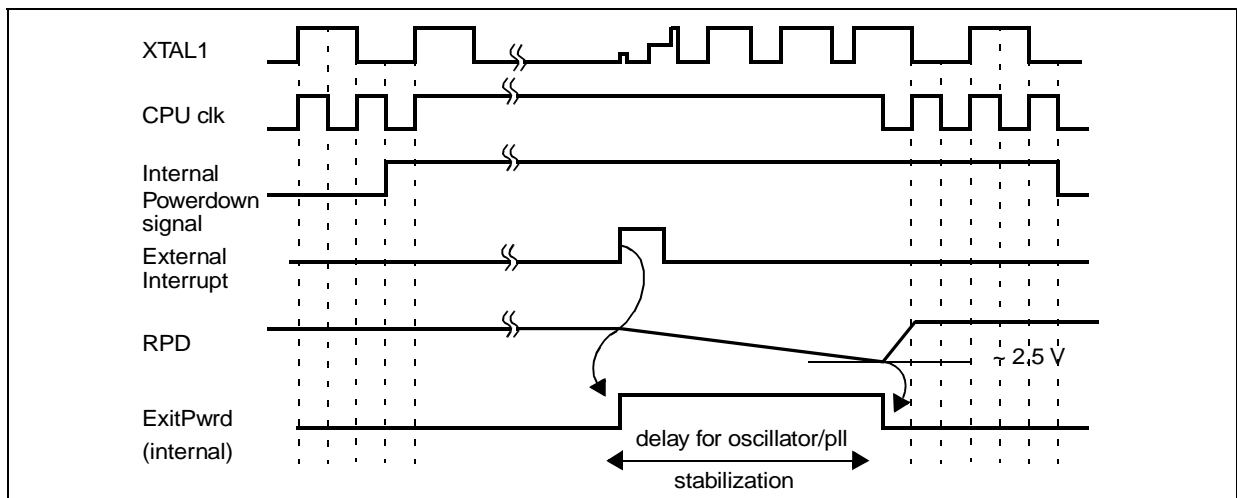 XTAL1
CPU clk
Internal
Powerdown
signal
External
Interrupt
RPD
~ 2.5 V
ExitPwrd
(internal)
delay for oscillator/pll
stabilization